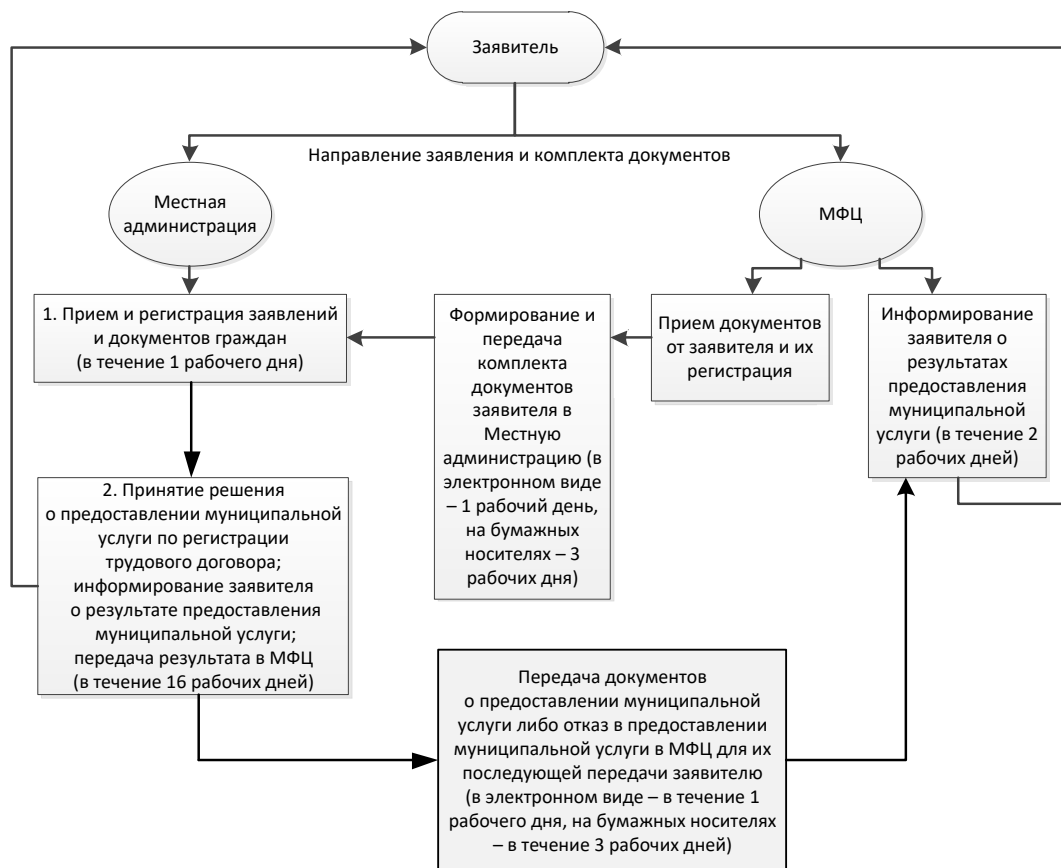 Заявитель
Направление заявления и комплекта документов
Местная
администрация
МФЦ
1. Прием и регистрация заявлений
и документов граждан
(в течение 1 рабочего дня)
Формирование и
передача
комплекта
документов
заявителя в
Местную
администрацию (в
электронном виде
– 1 рабочий день,
на бумажных
носителях – 3
рабочих дня)
Прием документов
от заявителя и их
регистрация
Информирование
заявителя о
результатах
предоставления
муниципальной
услуги (в течение 2
рабочих дней)
2. Принятие решения
о предоставлении муниципальной
услуги по регистрации
трудового договора;
информирование заявителя
о результате предоставления
муниципальной услуги;
передача результата в МФЦ
(в течение 16 рабочих дней)
Передача документов
о предоставлении муниципальной
услуги либо отказ в предоставлении
муниципальной услуги в МФЦ для их
последующей передачи заявителю
(в электронном виде – в течение 1
рабочего дня, на бумажных носителях
– в течение 3 рабочих дней)